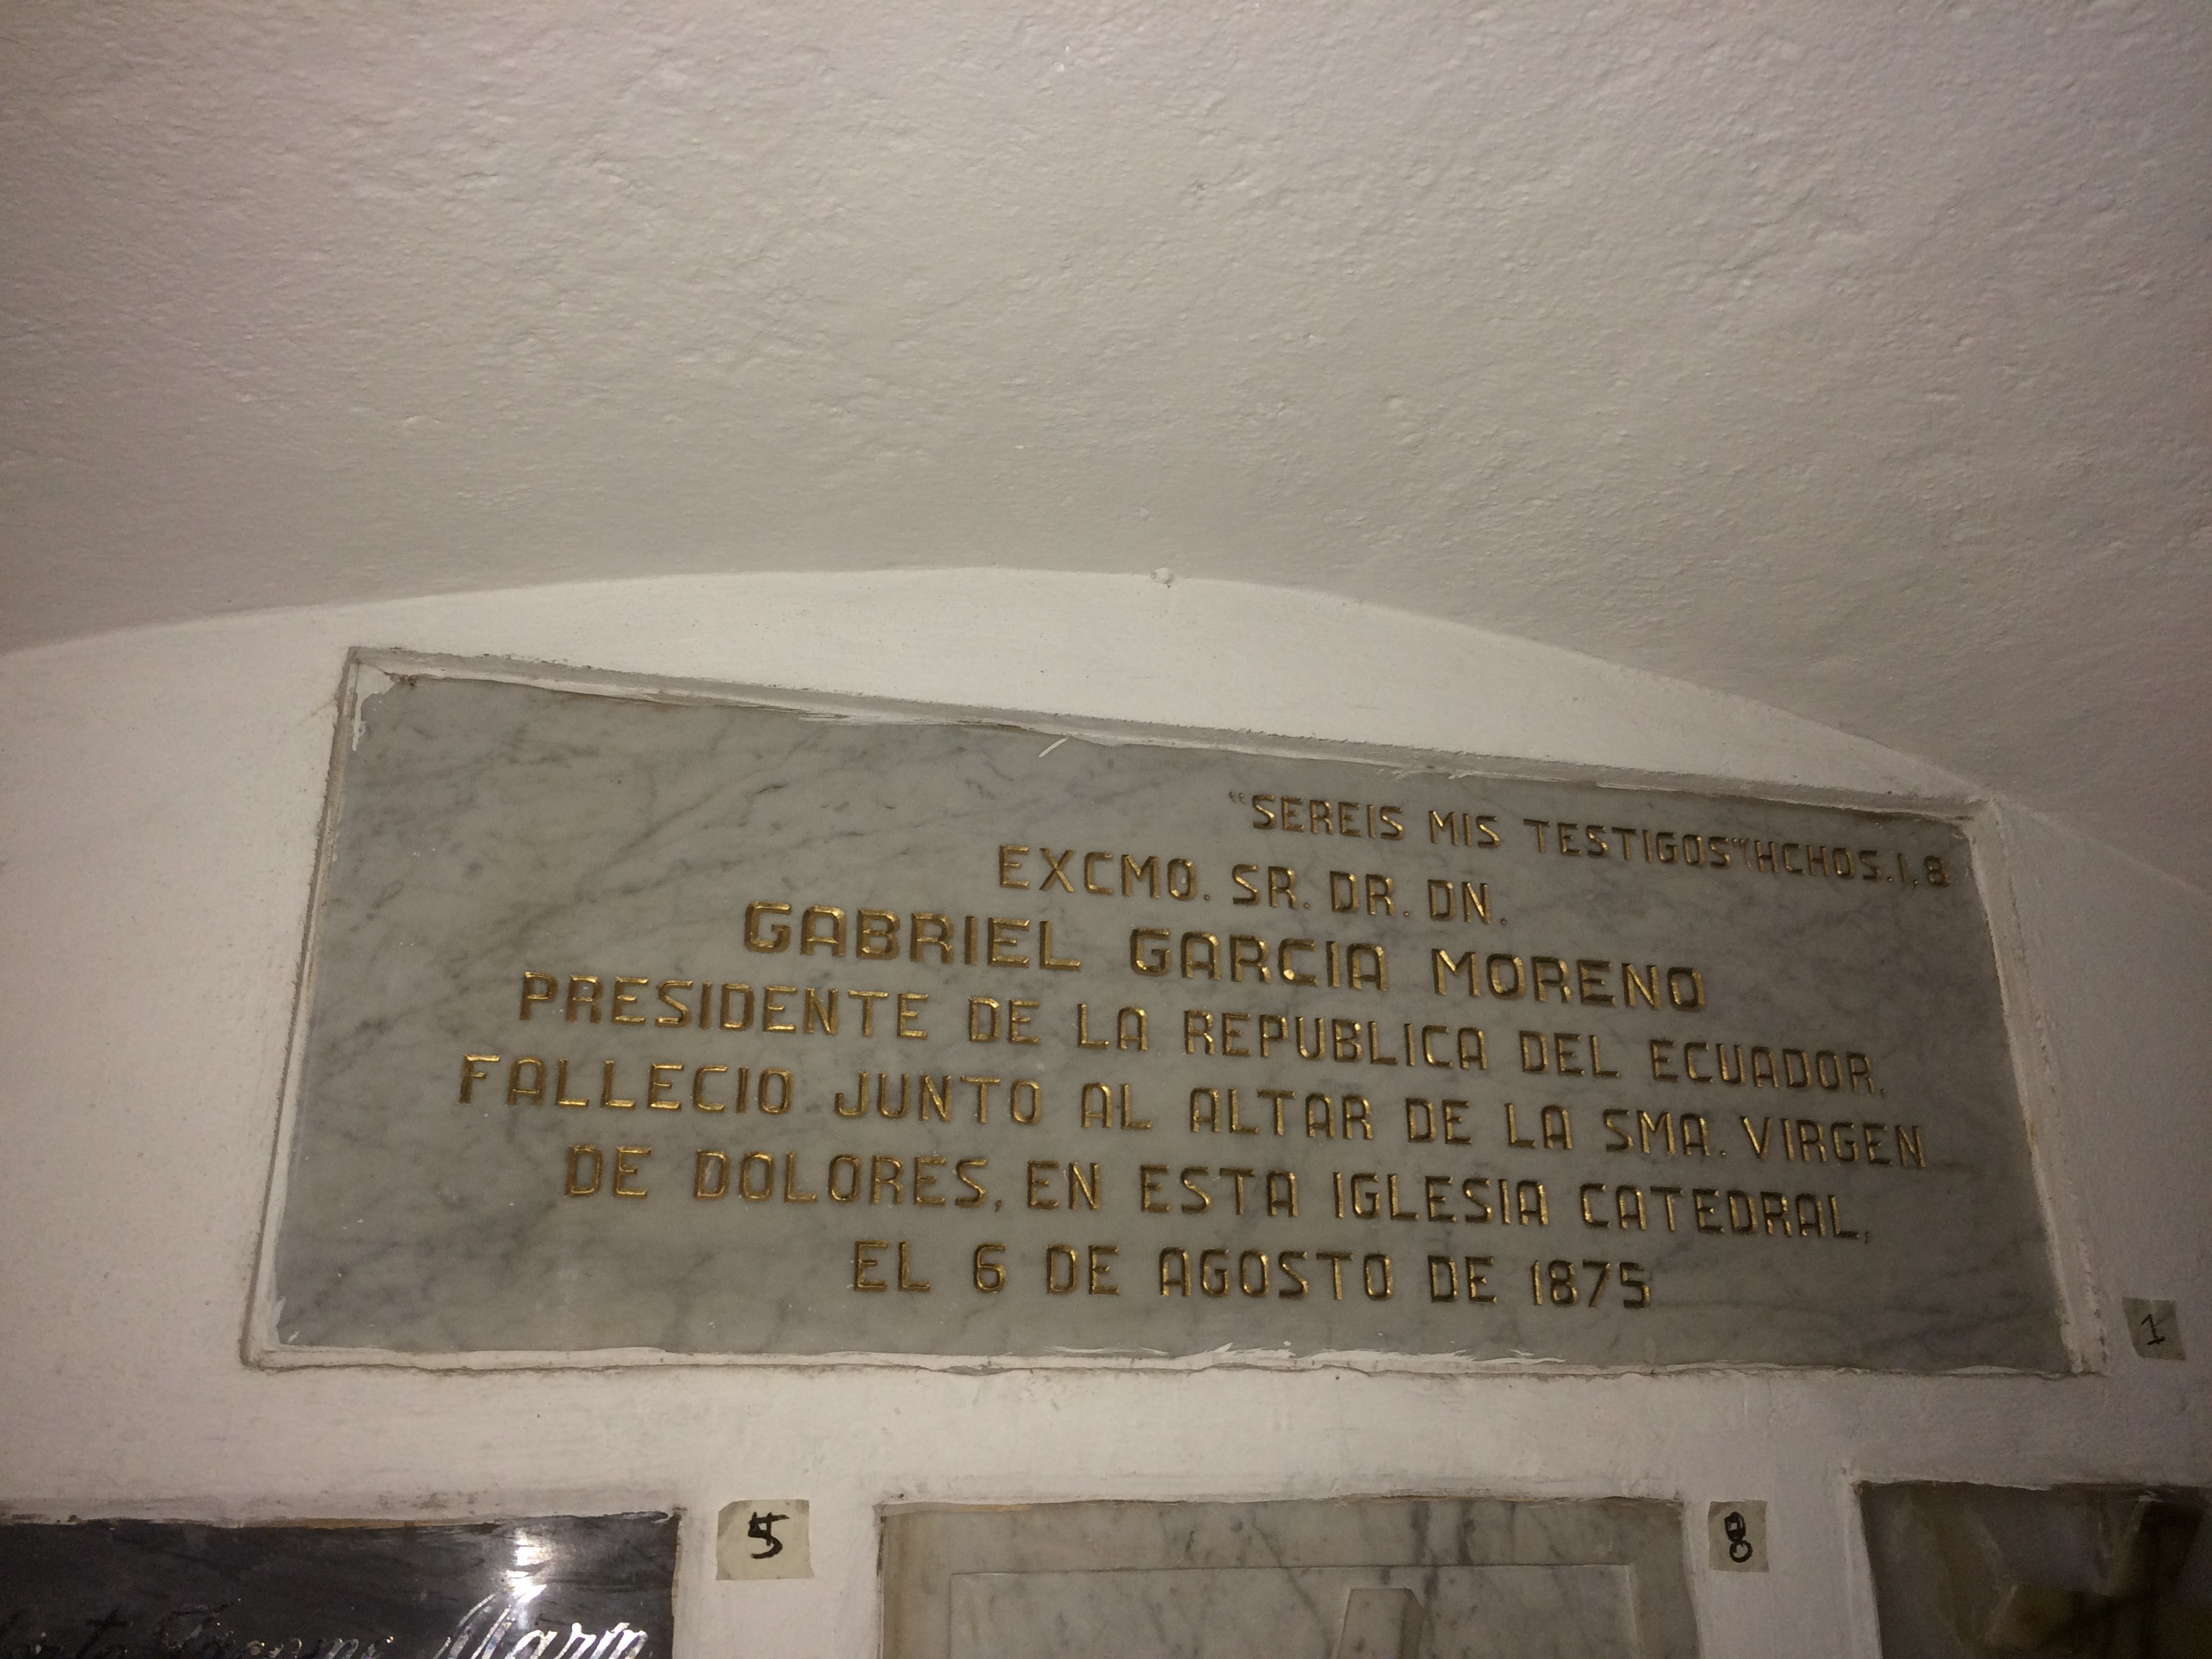 “SEREIS MIS TESTIGOS”(HCHOS.I,8
EXCMO. SR. DR. DN.
GABRIEL GARCIA MORENO
PRESIDENTE DE LA REPUBLICA DEL ECUADOR.
FALLECIO JUNTO AL ALTAR DE LA SMA. VIRGEN
DE DOLORES, EN ESTA IGLESIA CATEDRAL,
EL 6 DE AGOSTO DE 1875
1
5
8